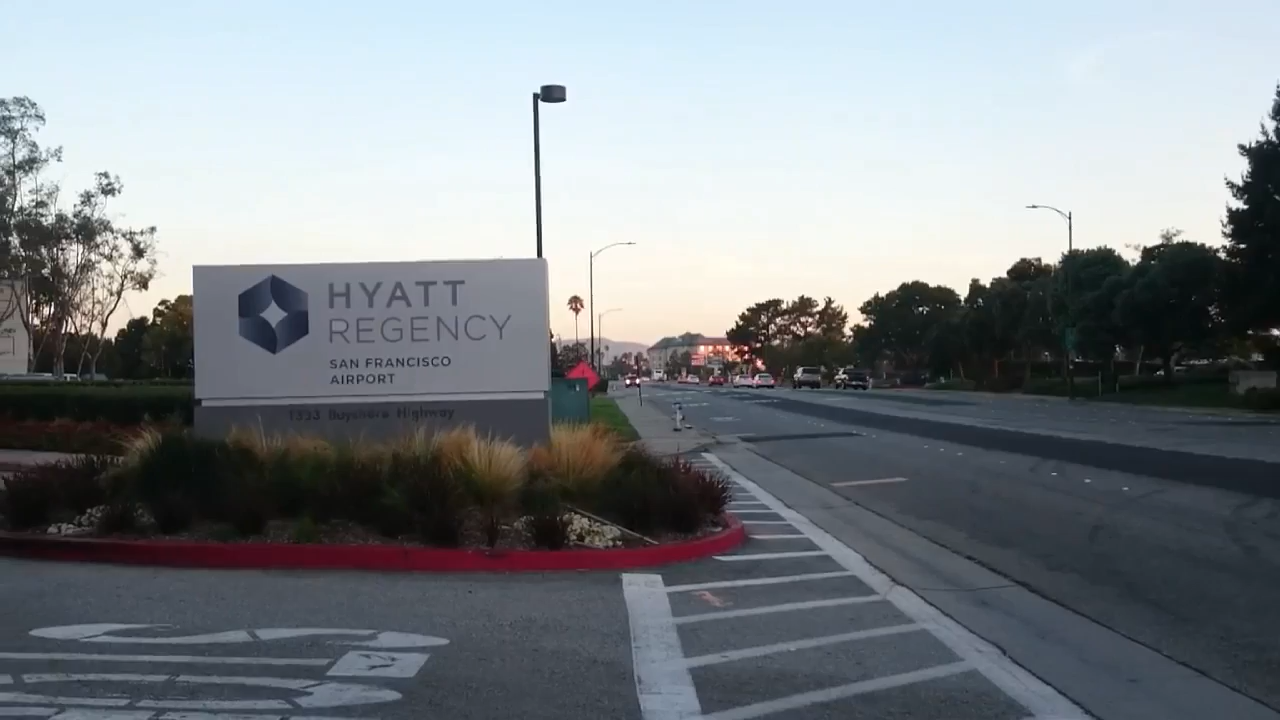 HYATT
REGENCY
SAN FRANCISCO
AIRPORT
1333 Bayshore Highway